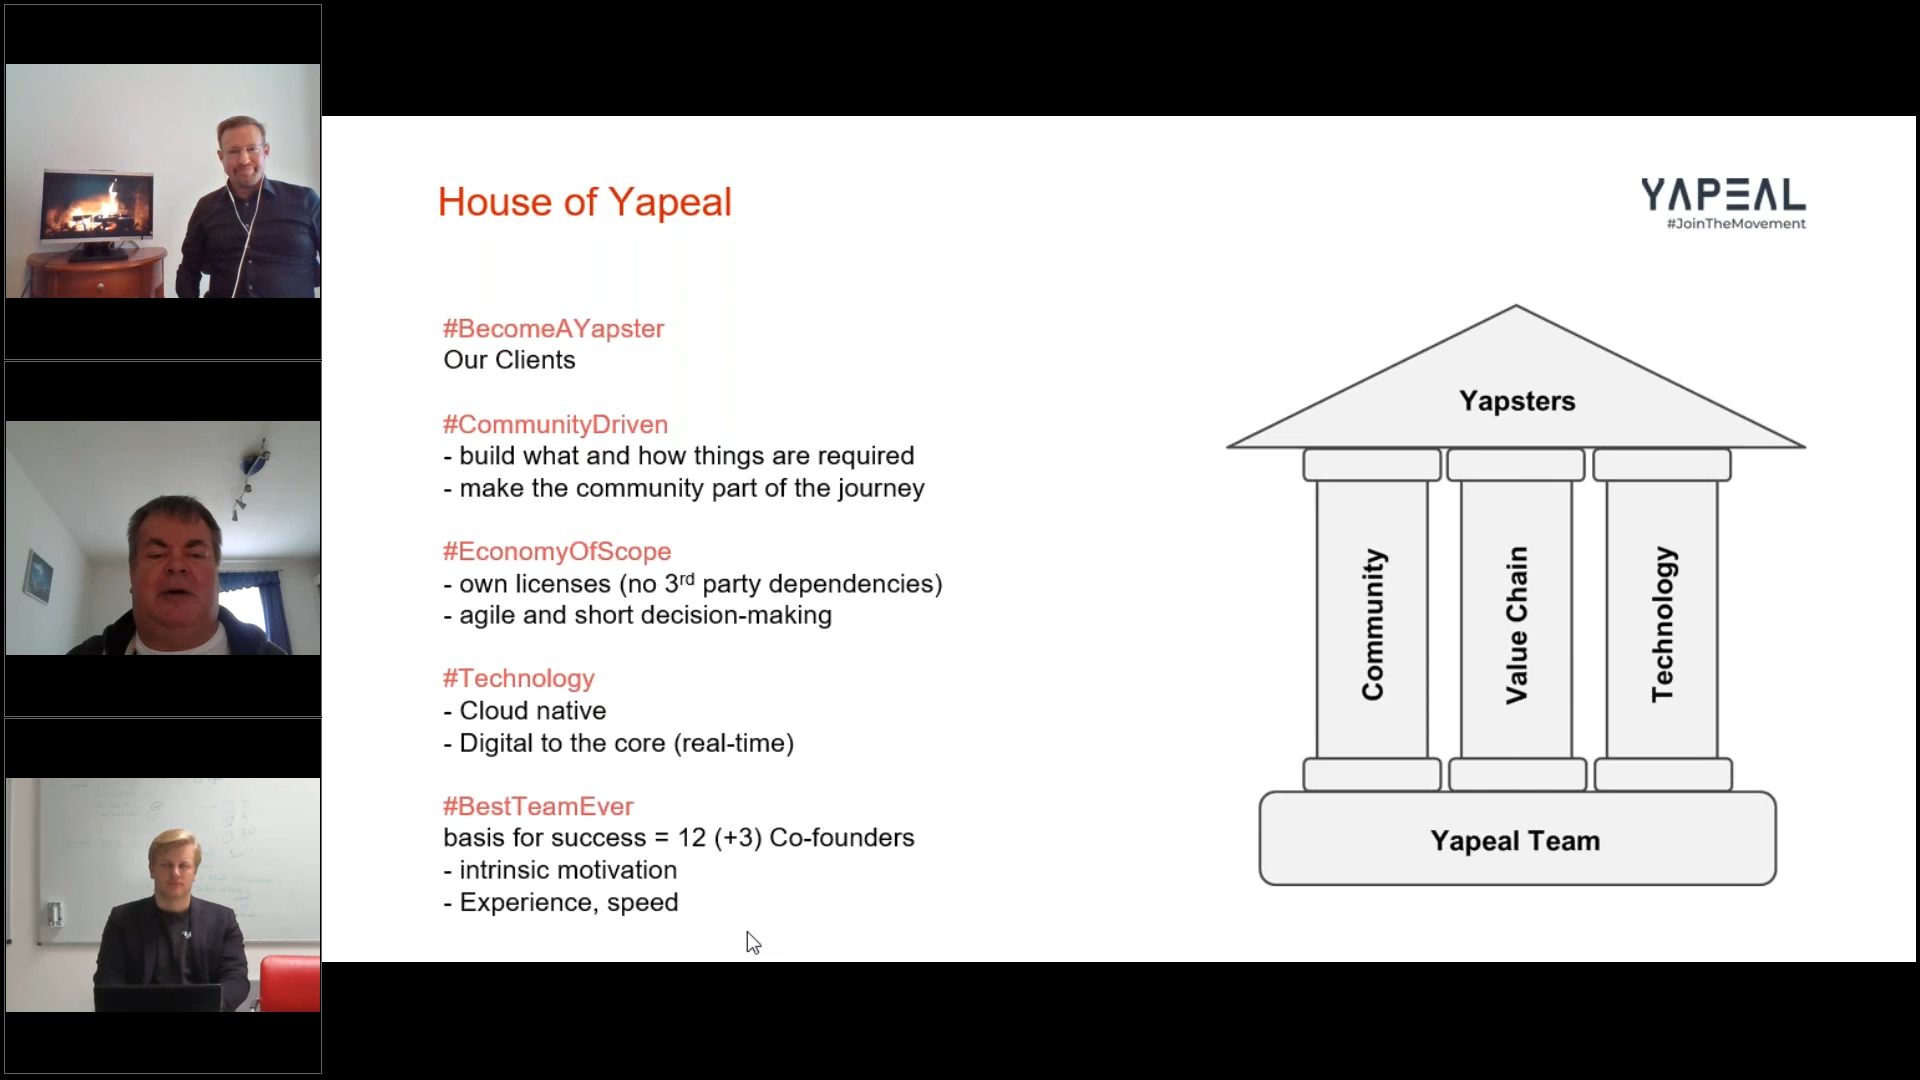 House of Yapeal
YAPEAL
#JoinTheMovement
#BecomeAYapster
Our Clients
#CommunityDriven
- build what and how things are required
- make the community part of the journey
#EconomyOfScope
- own licenses (no 3rd party dependencies)
- agile and short decision-making
#Technology
- Cloud native
- Digital to the core (real-time)
#BestTeamEver
basis for success = 12 (+3) Co-founders
- intrinsic motivation
- Experience, speed
Yapsters
Community
Value Chain
Technology
Yapeal Team